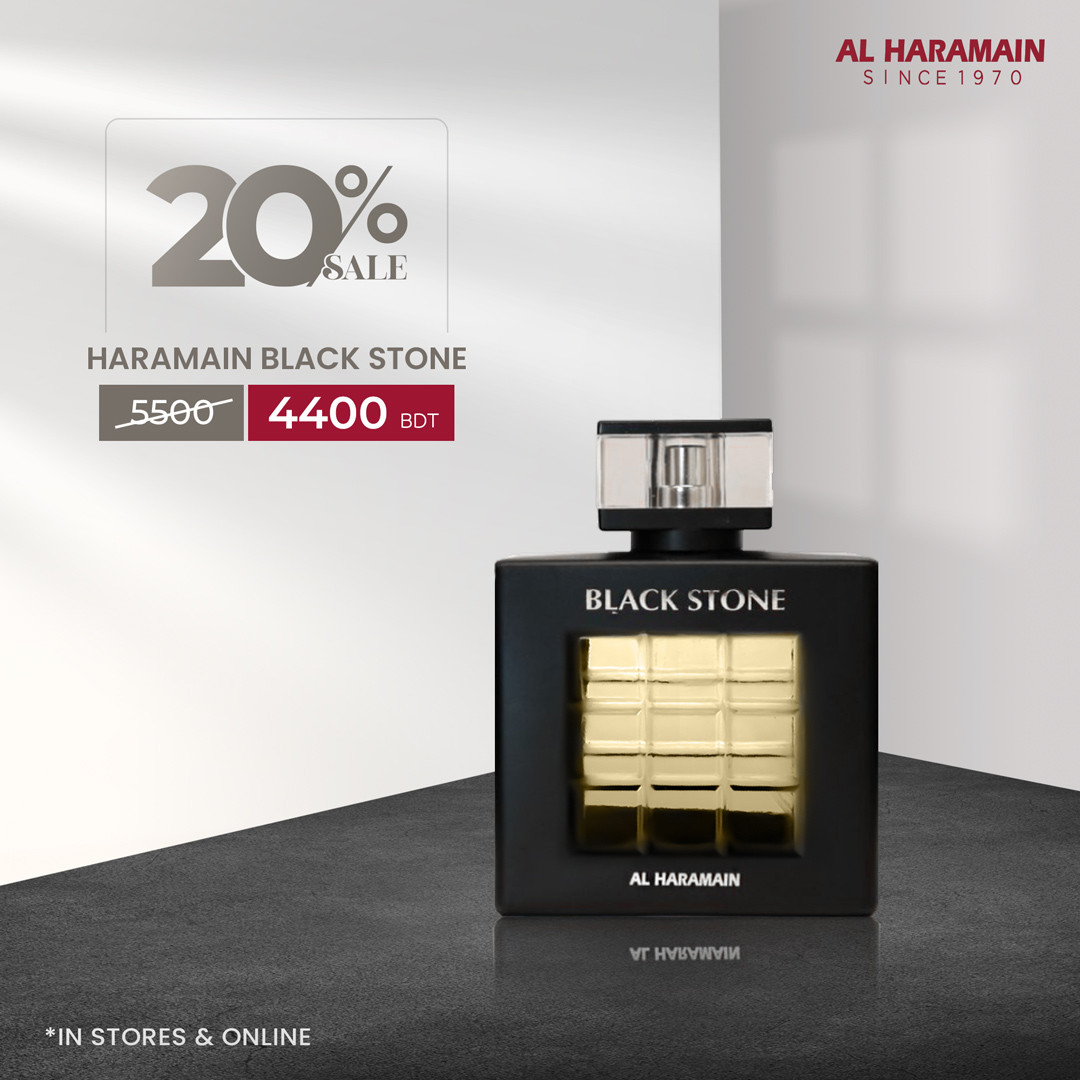 AL HARAMAIN
SINCE 1970
20%
SALE
HARAMAIN BLACK STONE
5500 4400 BDT
BLACK STONE
AL HARAMAIN
AL HARAMAIN
*IN STORES & ONLINE